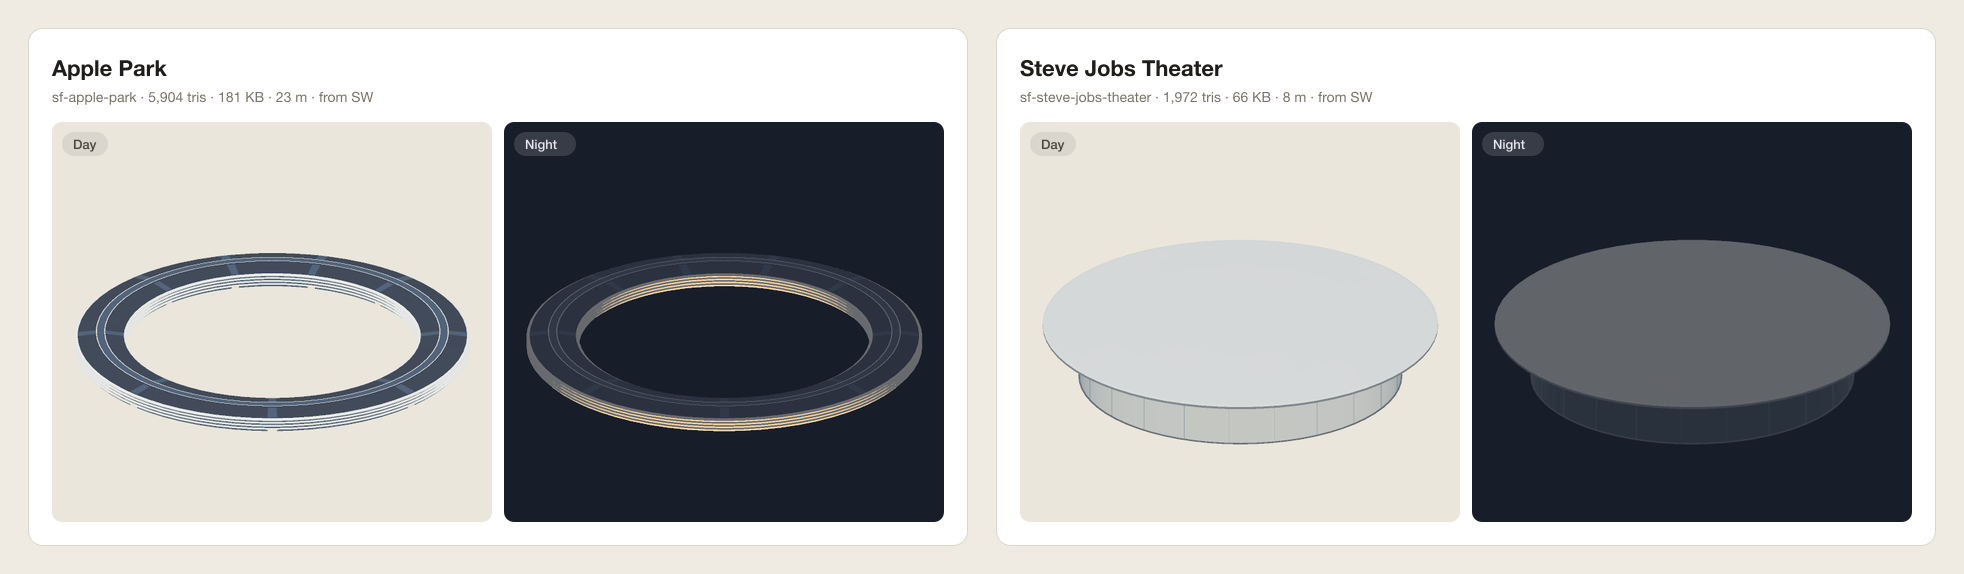 Apple Park
sf-apple-park · 5,904 tris · 181 KB · 23 m · from SW
Day
Night
Steve Jobs Theater
sf-steve-jobs-theater · 1,972 tris · 66 KB · 8 m · from SW
Day
Night